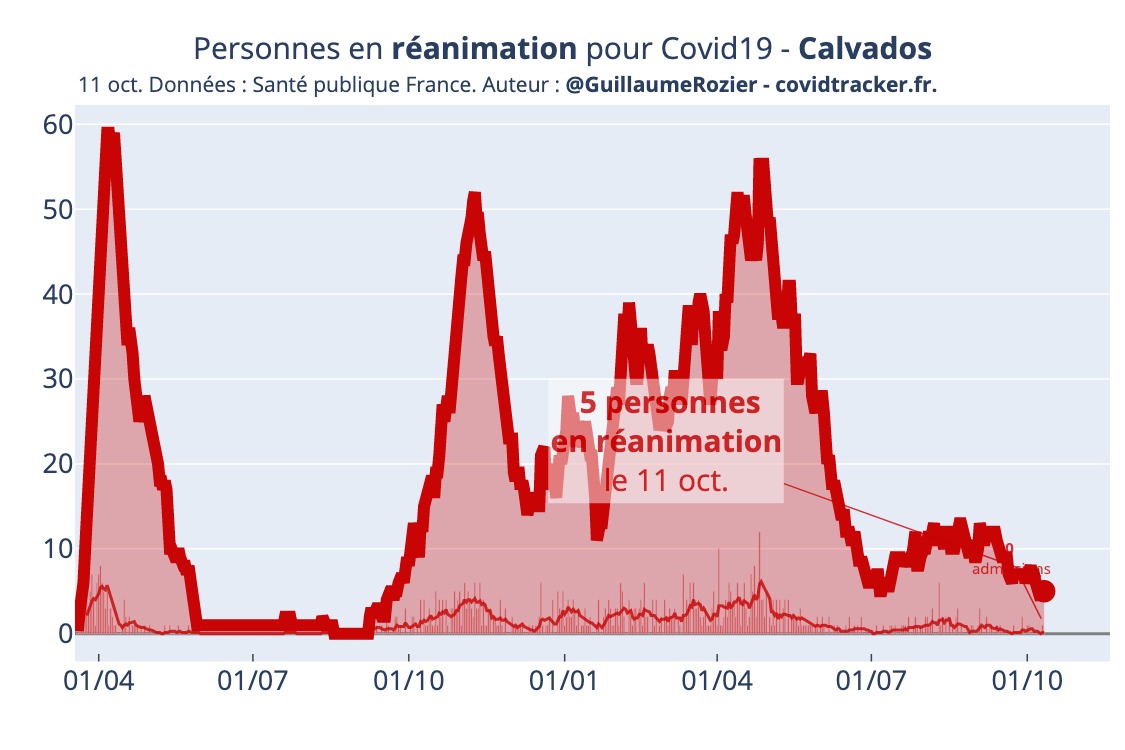 Personnes en réanimation pour Covid19 - Calvados
11 oct. Données : Santé publique France. Auteur : @GuillaumeRozier - covidtracker.fr.
60
50
40
30
20
10
0
5 personnes
en réanimation
le 11 oct.
0
admissions
01/04
01/07
01/10
01/01
01/04
01/07
01/10